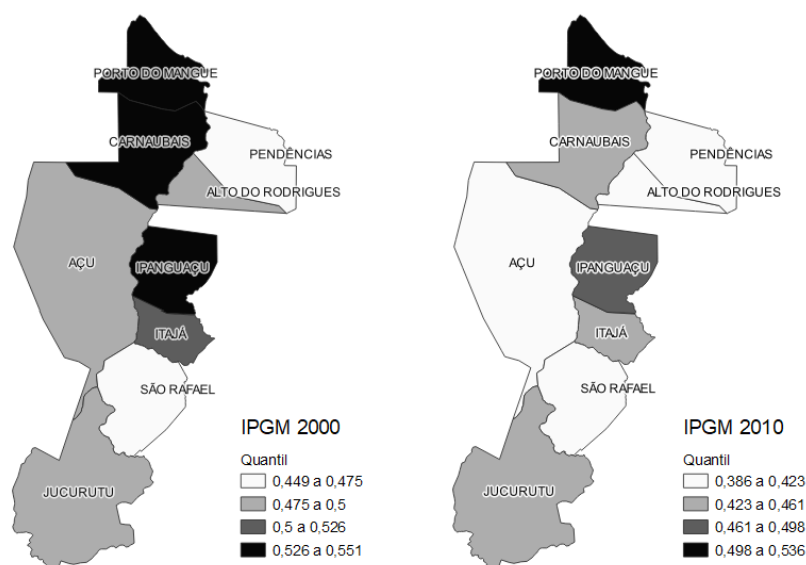 PORTO DO MANGUE
CARNAUBAIS
PENDÊNCIAS
ALTO DO RODRIGUES
AÇU
IPANGUAÇU
ITAJÁ
SÃO RAFAEL
JUCURUTU
IPGM 2000
Quantil
0,449 a 0,475
0,475 a 0,5
0,5 a 0,526
0,526 a 0,551
PORTO DO MANGUE
CARNAUBAIS
PENDÊNCIAS
ALTO DO RODRIGUES
AÇU
IPANGUAÇU
ITAJÁ
SÃO RAFAEL
JUCURUTU
IPGM 2010
Quantil
0,386 a 0,423
0,423 a 0,461
0,461 a 0,498
0,498 a 0,536